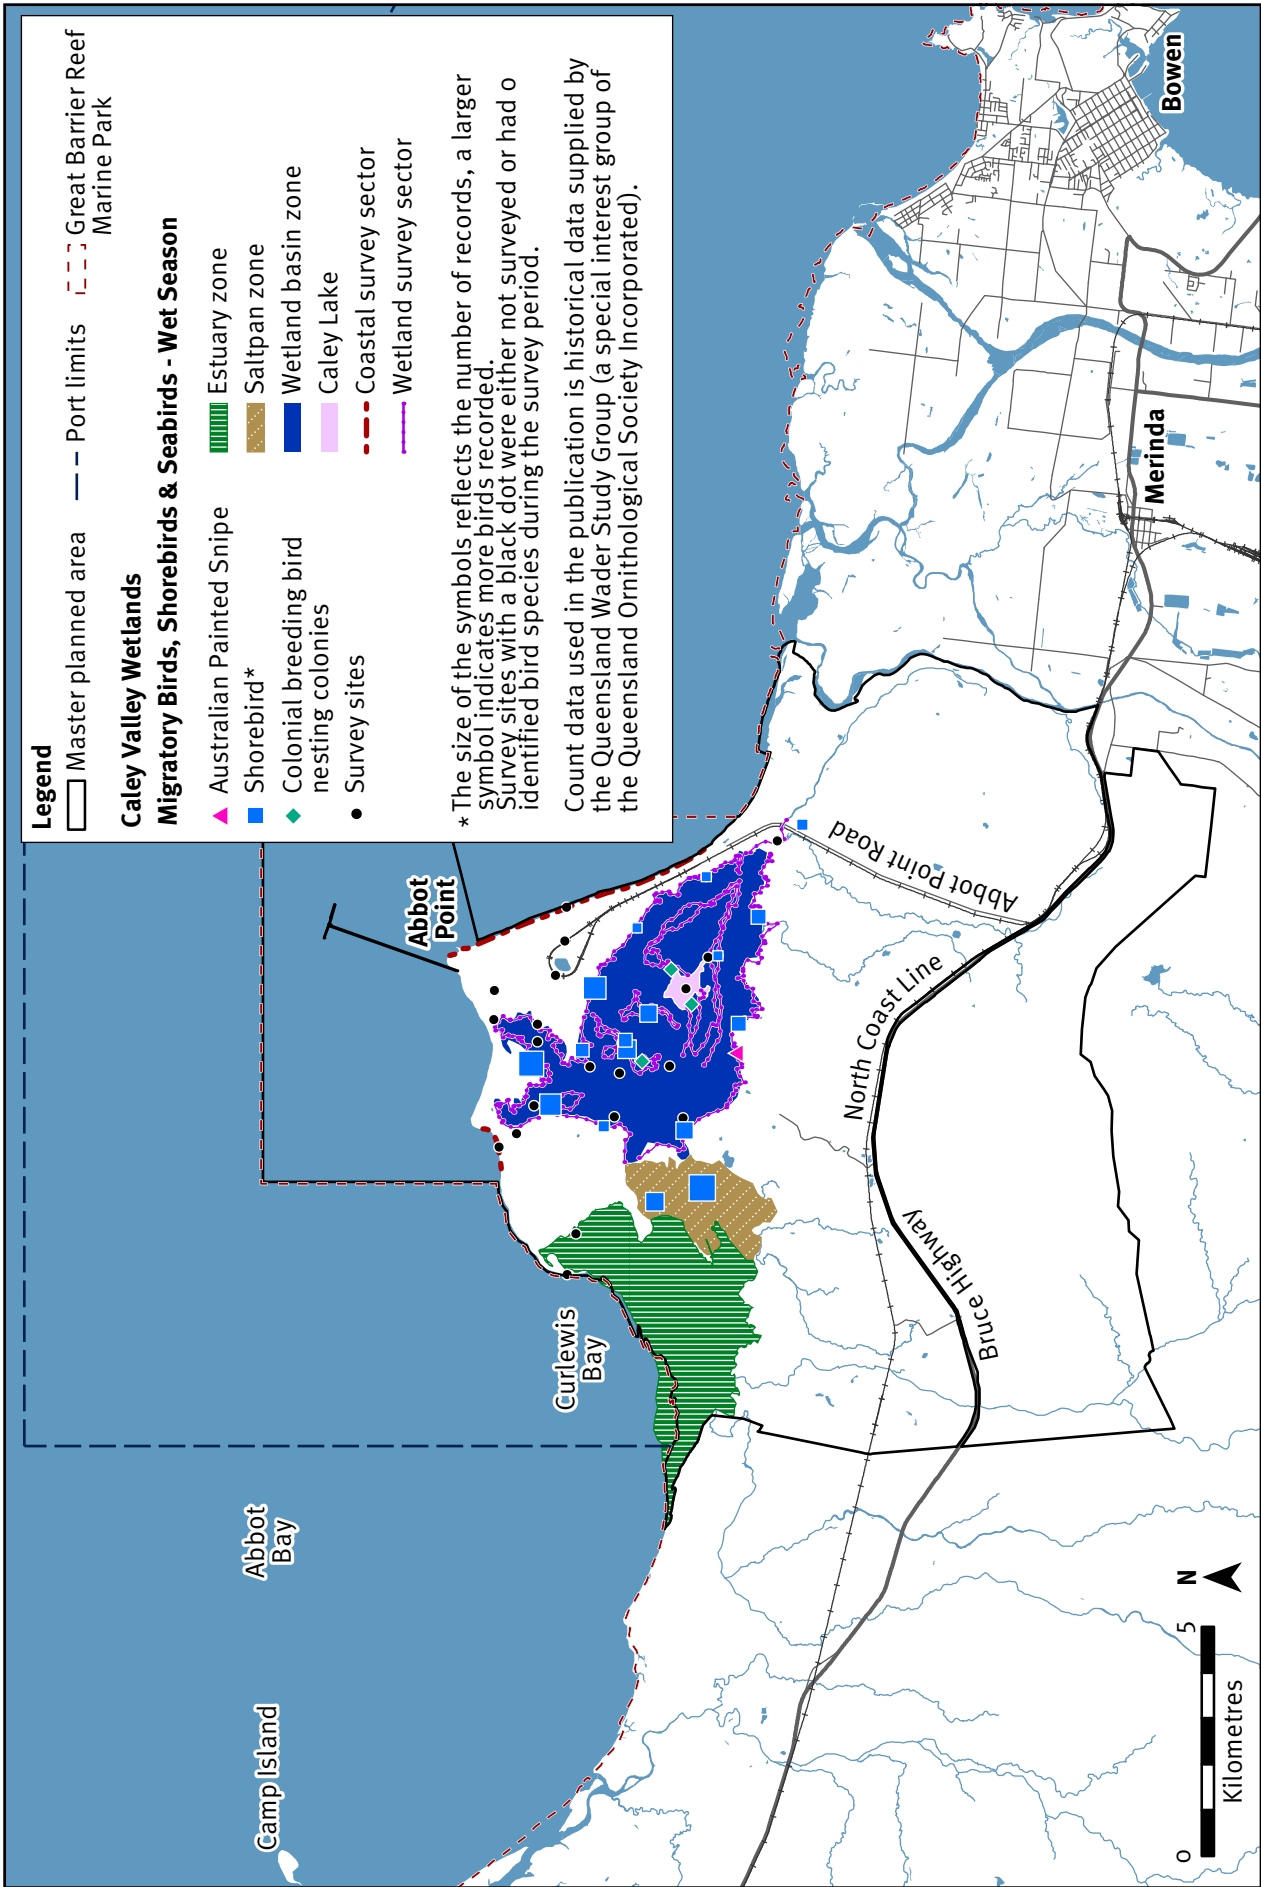 Legend
Master planned area
Port limits
Great Barrier Reef
Marine Park
Caley Valley Wetlands
Migratory Birds, Shorebirds & Seabirds - Wet Season
Australian Painted Snipe
Shorebird*
Colonial breeding bird
nesting colonies
Survey sites
Estuary zone
Saltpan zone
Wetland basin zone
Caley Lake
Coastal survey sector
Wetland survey sector
* The size of the symbols reflects the number of records, a larger
symbol indicates more birds recorded.
Survey sites with a black dot were either not surveyed or had 0
identified bird species during the survey period.
Count data used in the publication is historical data supplied by
the Queensland Wader Study Group (a special interest group of
the Queensland Ornithological Society Incorporated).
Camp Island
Abbot
Bay
Curlewis
Bay
Abbot
Point
Bowen
Merinda
Abbot Point Road
North Coast Line
Bruce Highway
N
0 5
Kilometres